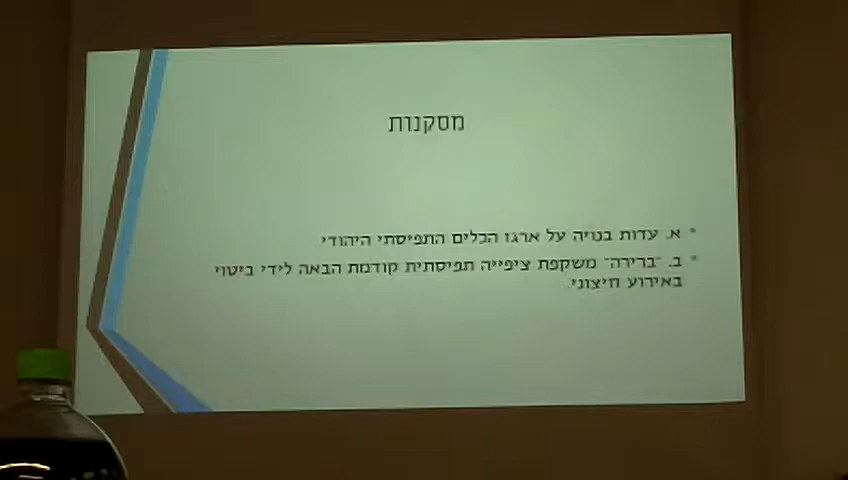 מסקנות
א. עדות בנויה על ארגז הכלים התפיסתי היהודי
ב. "ברירה" משקפת ציפייה תפיסתית קודמת הבאה לידי ביטוי
באירוע חיצוני.